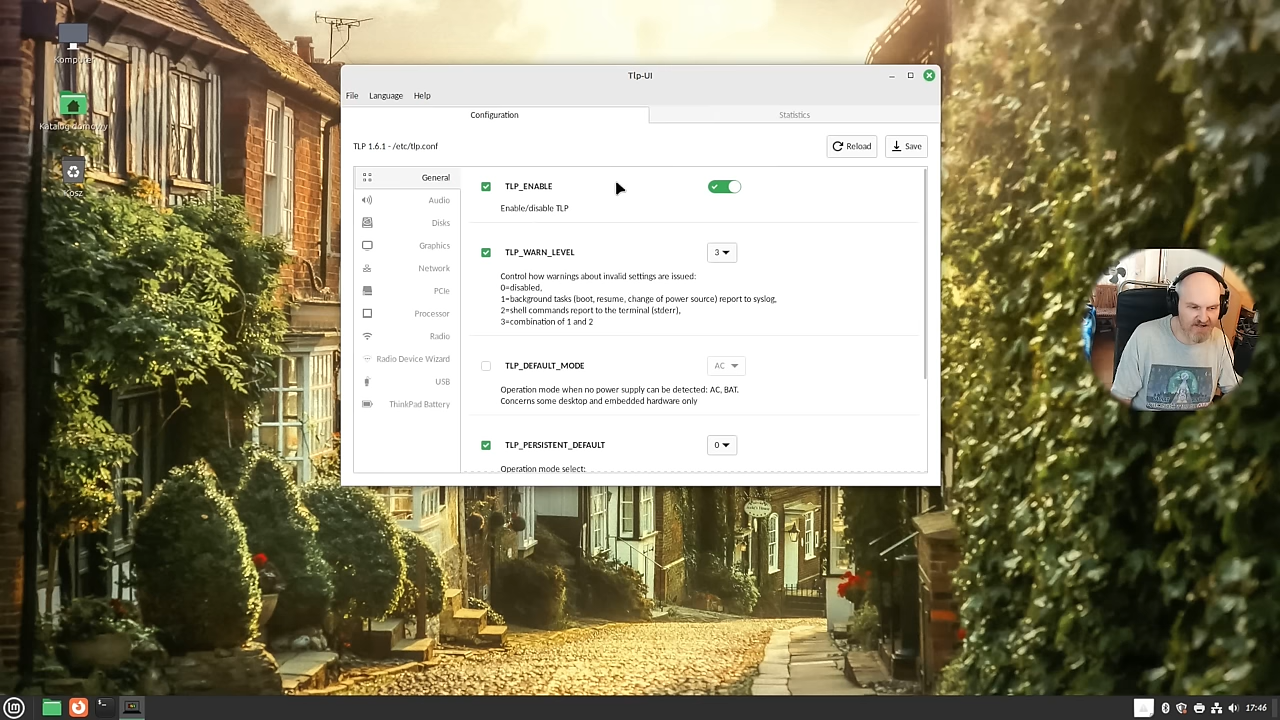 Komputer
Katalog domowy
Kosz
Tlp-UI
File Language Help
Configuration Statistics
TLP 1.6.1 - /etc/tlp.conf
Reload Save
General
Audio
Disks
Graphics
Network
PCIe
Processor
Radio
Radio Device Wizard
USB
ThinkPad Battery
TLP_ENABLE
Enable/disable TLP
TLP_WARN_LEVEL 3
Control how warnings about invalid settings are issued:
0=disabled,
1=background tasks (boot, resume, change of power source) report to syslog,
2=shell commands report to the terminal (stderr),
3=combination of 1 and 2
TLP_DEFAULT_MODE AC
Operation mode when no power supply can be detected: AC, BAT.
Concerns some desktop and embedded hardware only
TLP_PERSISTENT_DEFAULT 0
Operation mode select:
17:46